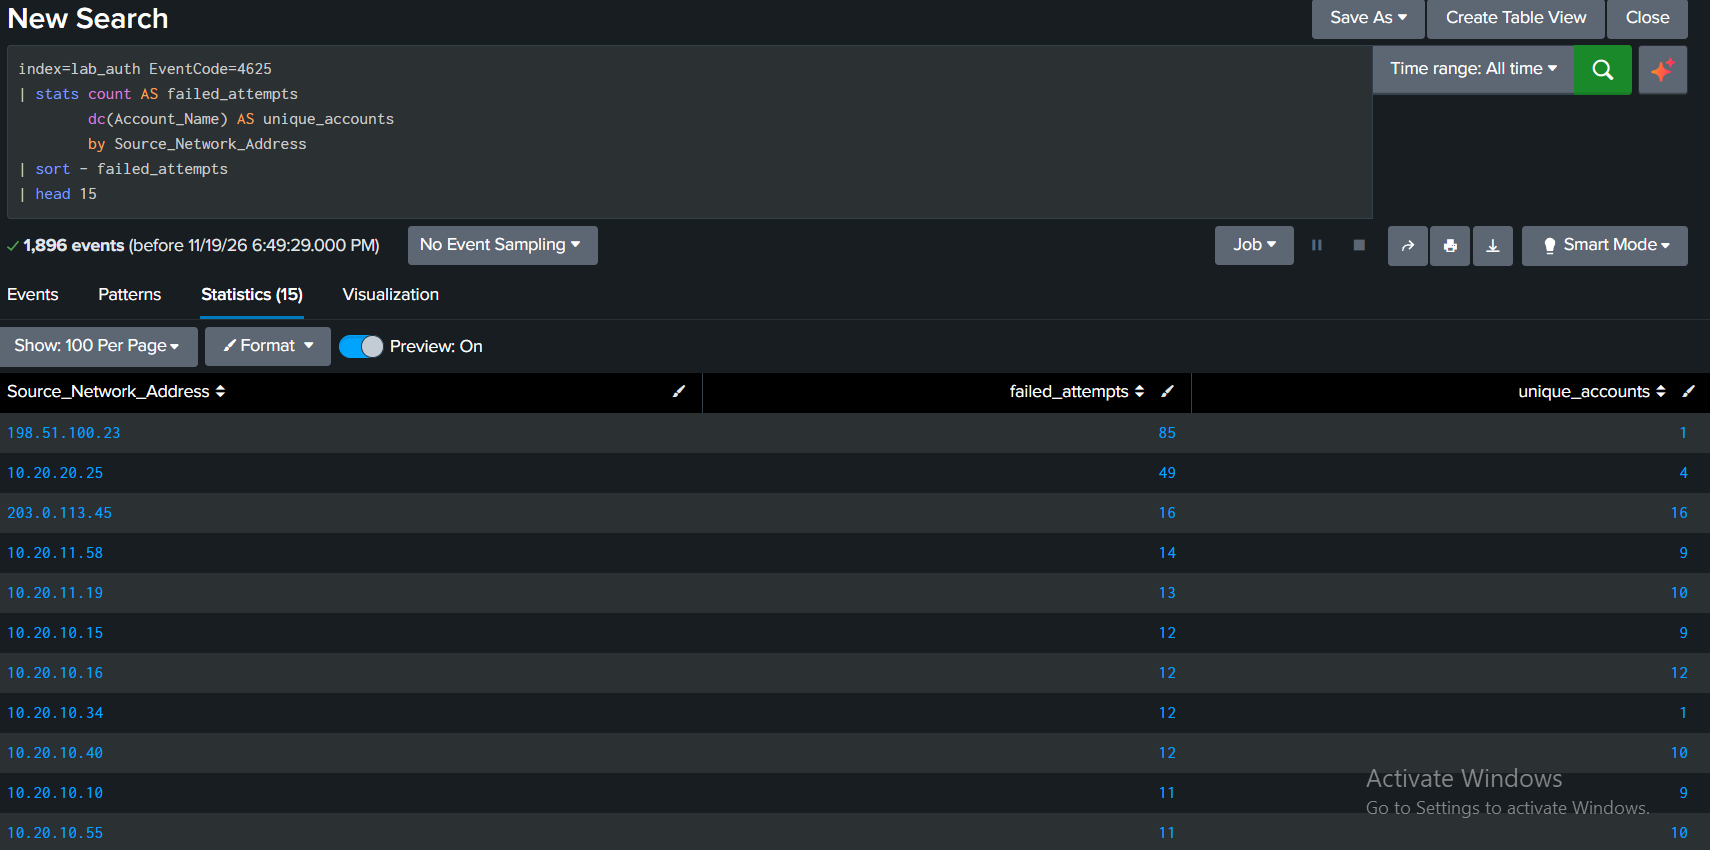 New Search
Save As
Create Table View
Close
index=lab_auth EventCode=4625
| stats count AS failed_attempts
dc(Account_Name) AS unique_accounts
by Source_Network_Address
| sort - failed_attempts
| head 15
Time range: All time
1,896 events (before 11/19/26 6:49:29.000 PM)
No Event Sampling
Job
Smart Mode
Events
Patterns
Statistics (15)
Visualization
Show: 100 Per Page
Format
Preview: On
Source_Network_Address failed_attempts unique_accounts
198.51.100.23 85 1
10.20.20.25 49 4
203.0.113.45 16 16
10.20.11.58 14 9
10.20.11.19 13 10
10.20.10.15 12 9
10.20.10.16 12 12
10.20.10.34 12 1
10.20.10.40 12 10
10.20.10.10 11 9
10.20.10.55 11 10
Activate Windows
Go to Settings to activate Windows.